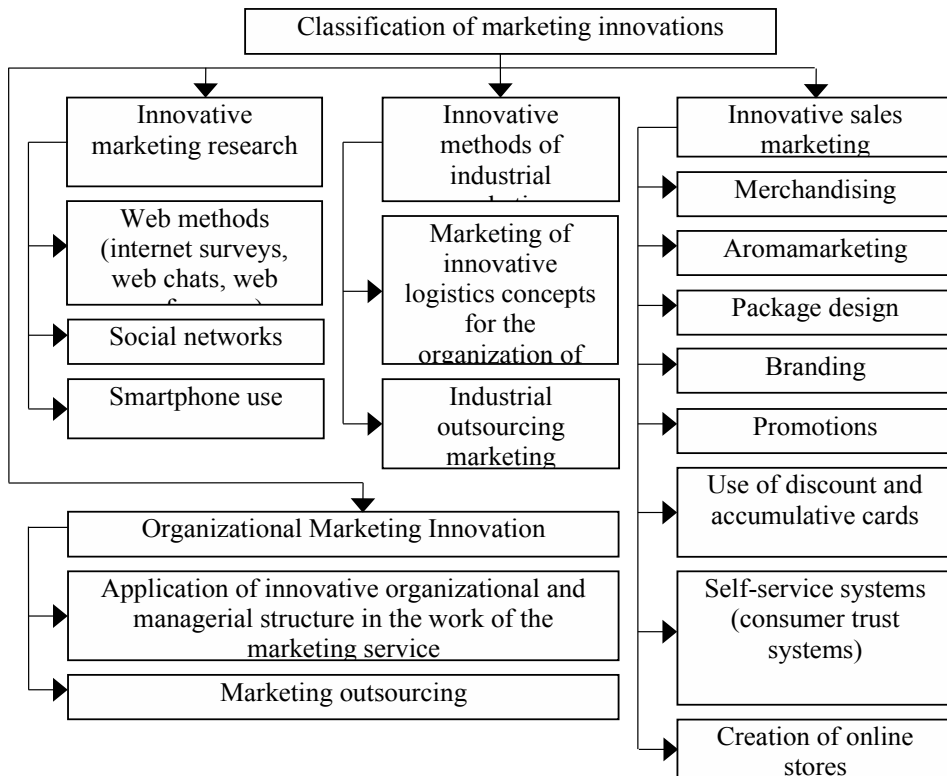 Classification of marketing innovations
Innovative
marketing research
Web methods
(internet surveys,
web chats, web
Social networks
Smartphone use
Innovative
methods of
industrial
Marketing of
innovative
logistics concepts
for the
organization of
Industrial
outsourcing
marketing
Innovative sales
marketing
Merchandising
Aromamarketing
Package design
Branding
Promotions
Use of discount and
accumulative cards
Self-service systems
(consumer trust
systems)
Creation of online
stores
Organizational Marketing Innovation
Application of innovative organizational and
managerial structure in the work of the
marketing service
Marketing outsourcing